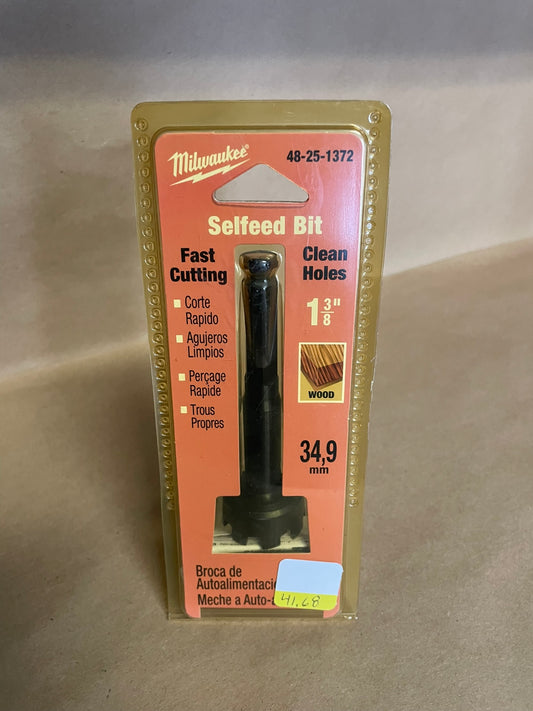 Milwaukee®
48-25-1372
Selfeed Bit
Fast
Cutting
Clean
Holes
Corte
Rapido
Agujeros
Limpios
Perçage
Rapide
Trous
Propres
1 3/8"
WOOD
34,9
mm
Broca de
Autoalimentació
Meche a Auto-
41.68